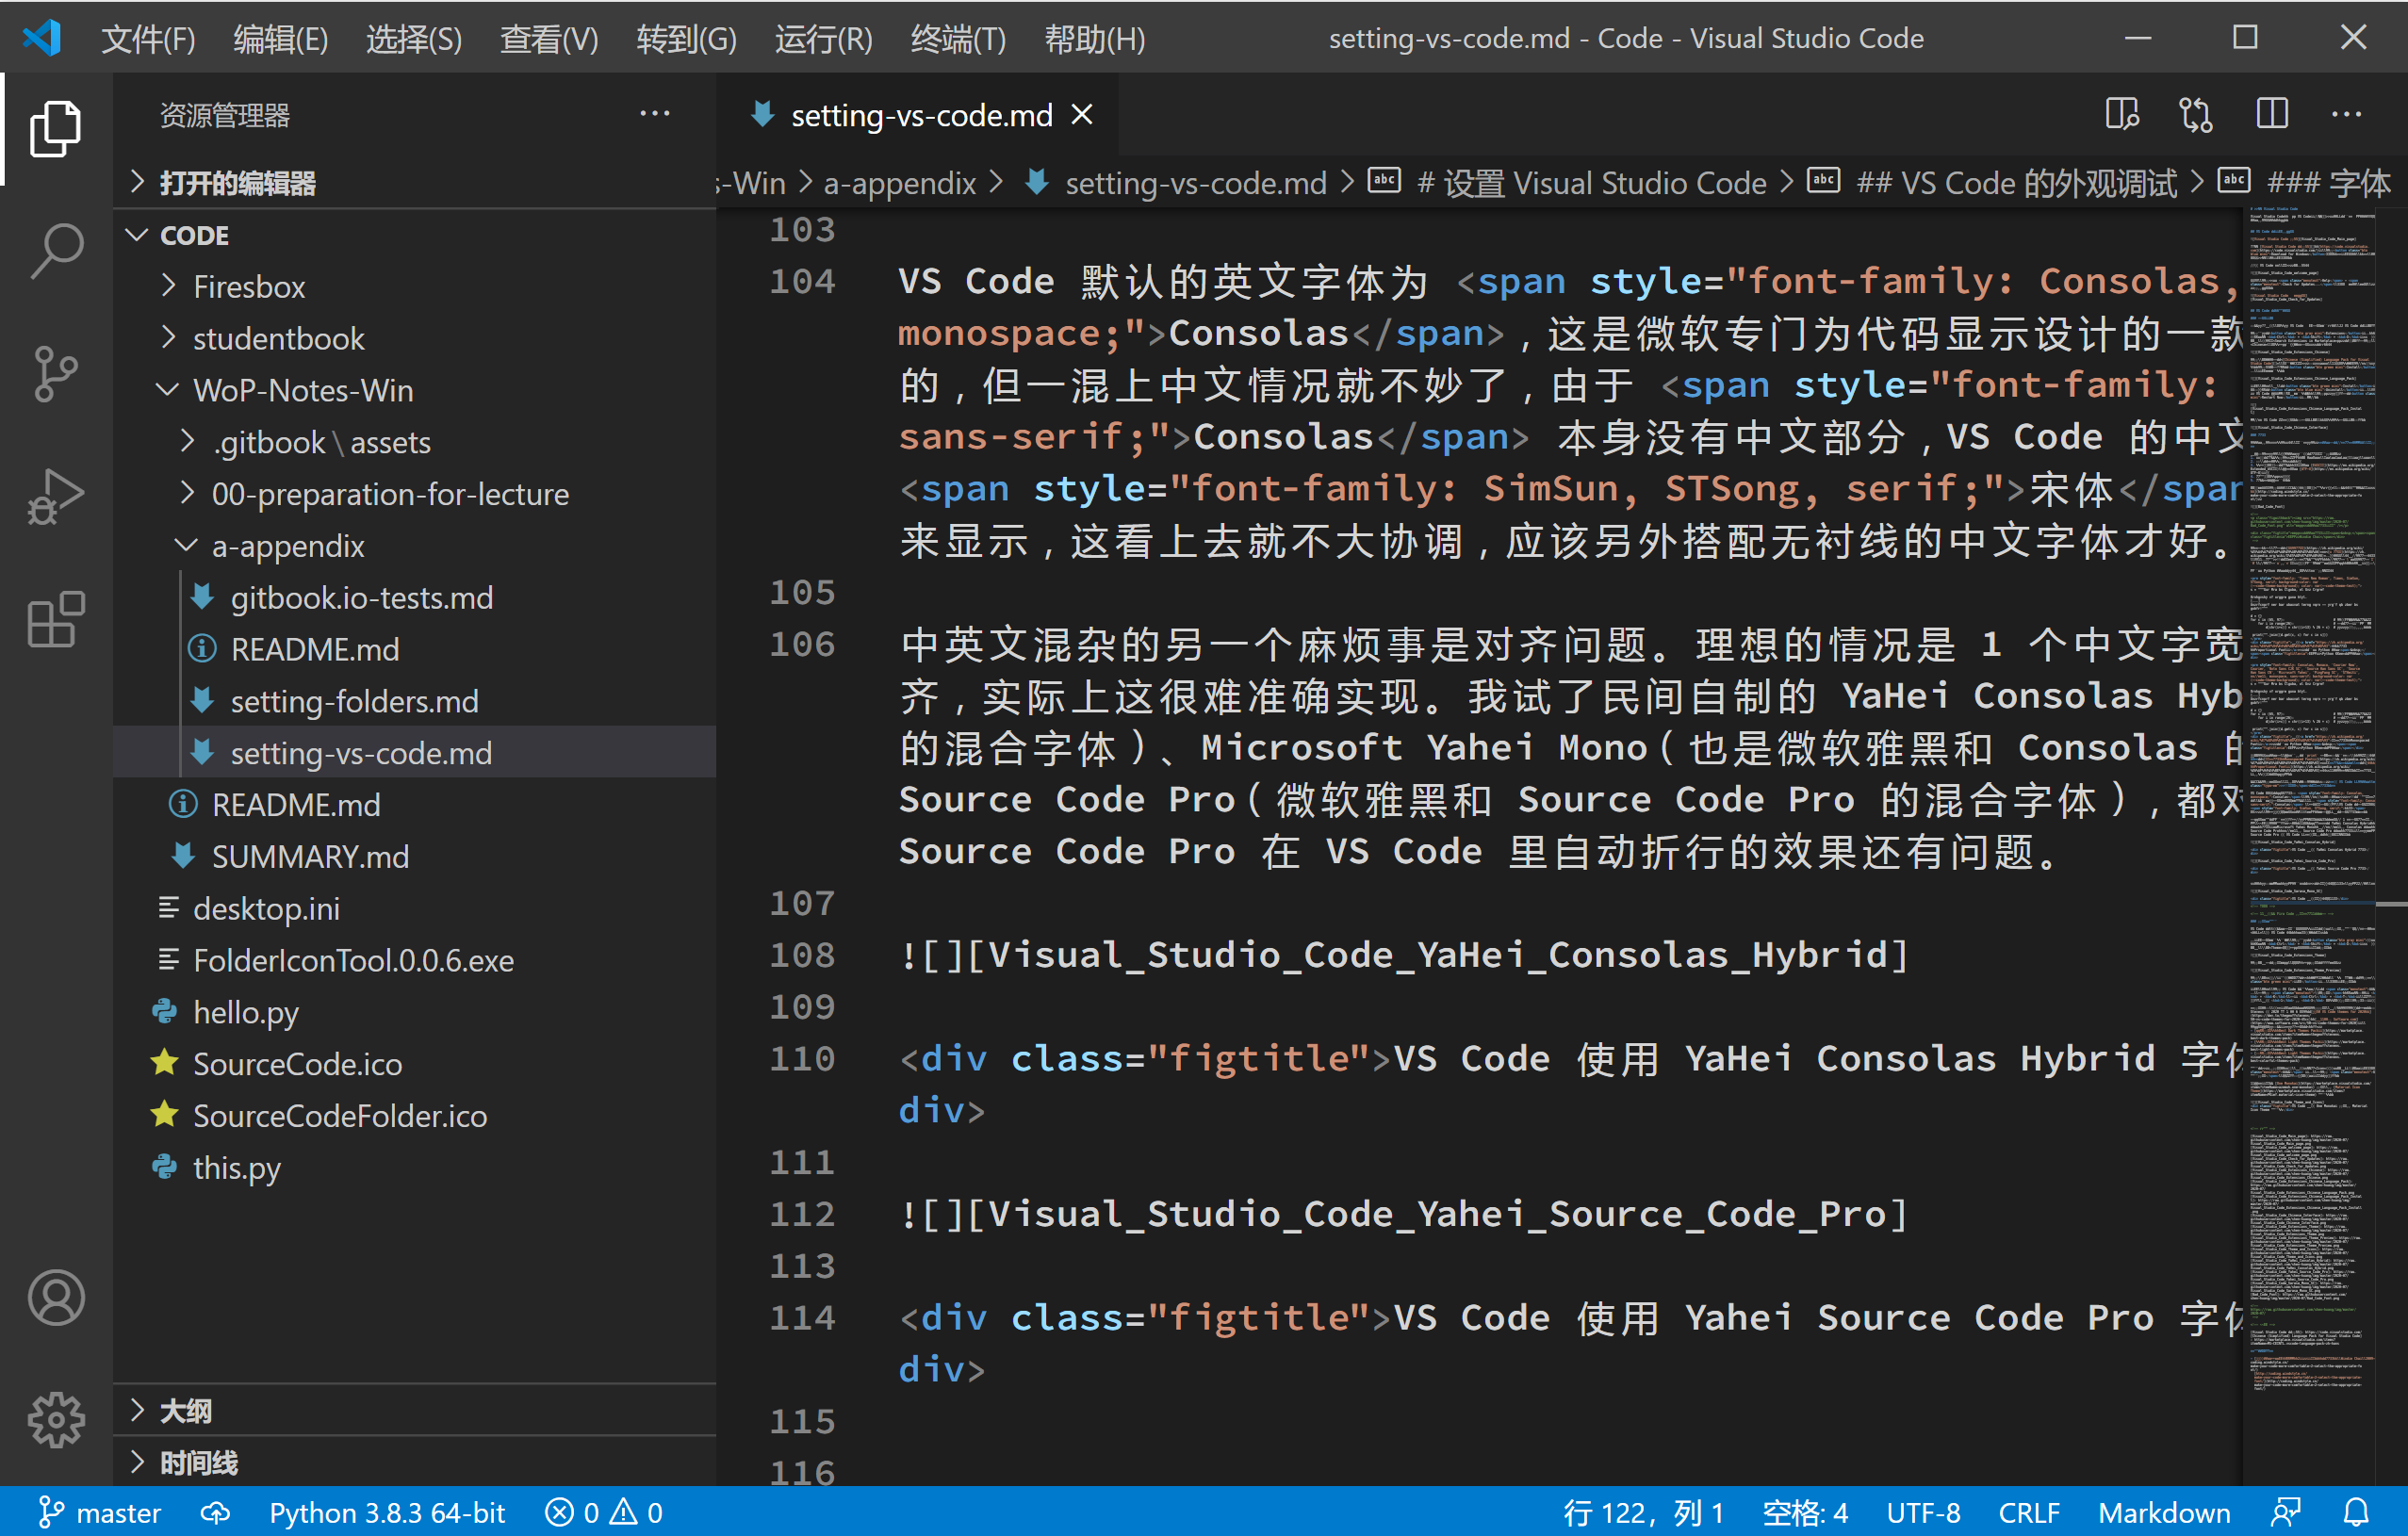 文件(F) 编辑(E) 选择(S) 查看(V) 转到(G) 运行(R) 终端(T) 帮助(H) setting-vs-code.md - Code - Visual Studio Code
资源管理器
打开的编辑器
CODE
Firesbox
studentbook
WoP-Notes-Win
.gitbook \ assets
00-preparation-for-lecture
a-appendix
gitbook.io-tests.md
README.md
setting-folders.md
setting-vs-code.md
README.md
SUMMARY.md
desktop.ini
FolderIconTool.0.0.6.exe
hello.py
SourceCode.ico
SourceCodeFolder.ico
this.py
大纲
时间线
setting-vs-code.md
s-Win > a-appendix > setting-vs-code.md > # 设置 Visual Studio Code > ## VS Code 的外观调试 > ### 字体
103
104 VS Code 默认的英文字体为 <span style="font-family: Consolas,
monospace;">Consolas</span>，这是微软专门为代码显示设计的一款
的，但一混上中文情况就不妙了，由于 <span style="font-family:
sans-serif;">Consolas</span> 本身没有中文部分，VS Code 的中文
<span style="font-family: SimSun, STSong, serif;">宋体</span
来显示，这看上去就不大协调，应该另外搭配无衬线的中文字体才好。
105
106 中英文混杂的另一个麻烦事是对齐问题。理想的情况是 1 个中文字宽
齐，实际上这很难准确实现。我试了民间自制的 YaHei Consolas Hyb
的混合字体）、Microsoft Yahei Mono（也是微软雅黑和 Consolas 的
Source Code Pro（微软雅黑和 Source Code Pro 的混合字体），都对
Source Code Pro 在 VS Code 里自动折行的效果还有问题。
107
108 ![][Visual_Studio_Code_YaHei_Consolas_Hybrid]
109
110 <div class="figtitle">VS Code 使用 YaHei Consolas Hybrid 字体
div>
111
112 ![][Visual_Studio_Code_Yahei_Source_Code_Pro]
113
114 <div class="figtitle">VS Code 使用 Yahei Source Code Pro 字体
div>
115
116
master Python 3.8.3 64-bit 0 0 行 122，列 1 空格: 4 UTF-8 CRLF Markdown